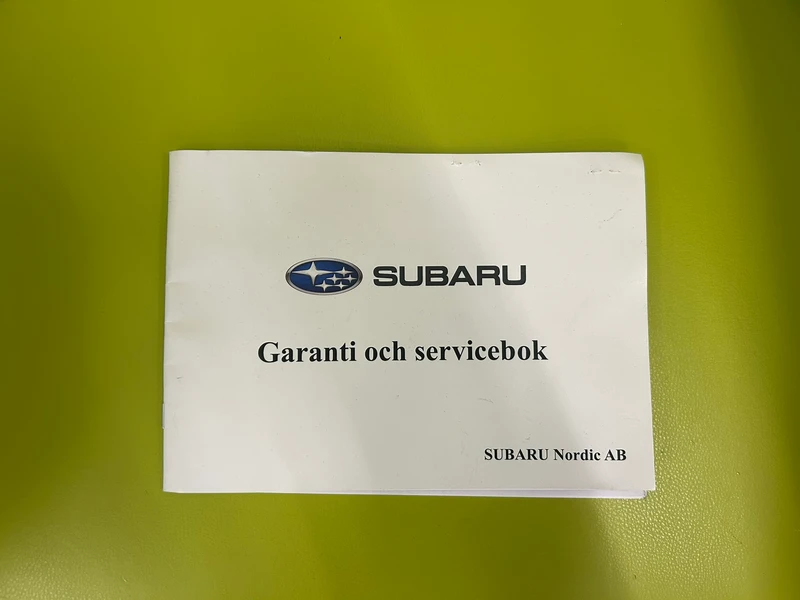 SUBARU
Garanti och servicebok
SUBARU Nordic AB